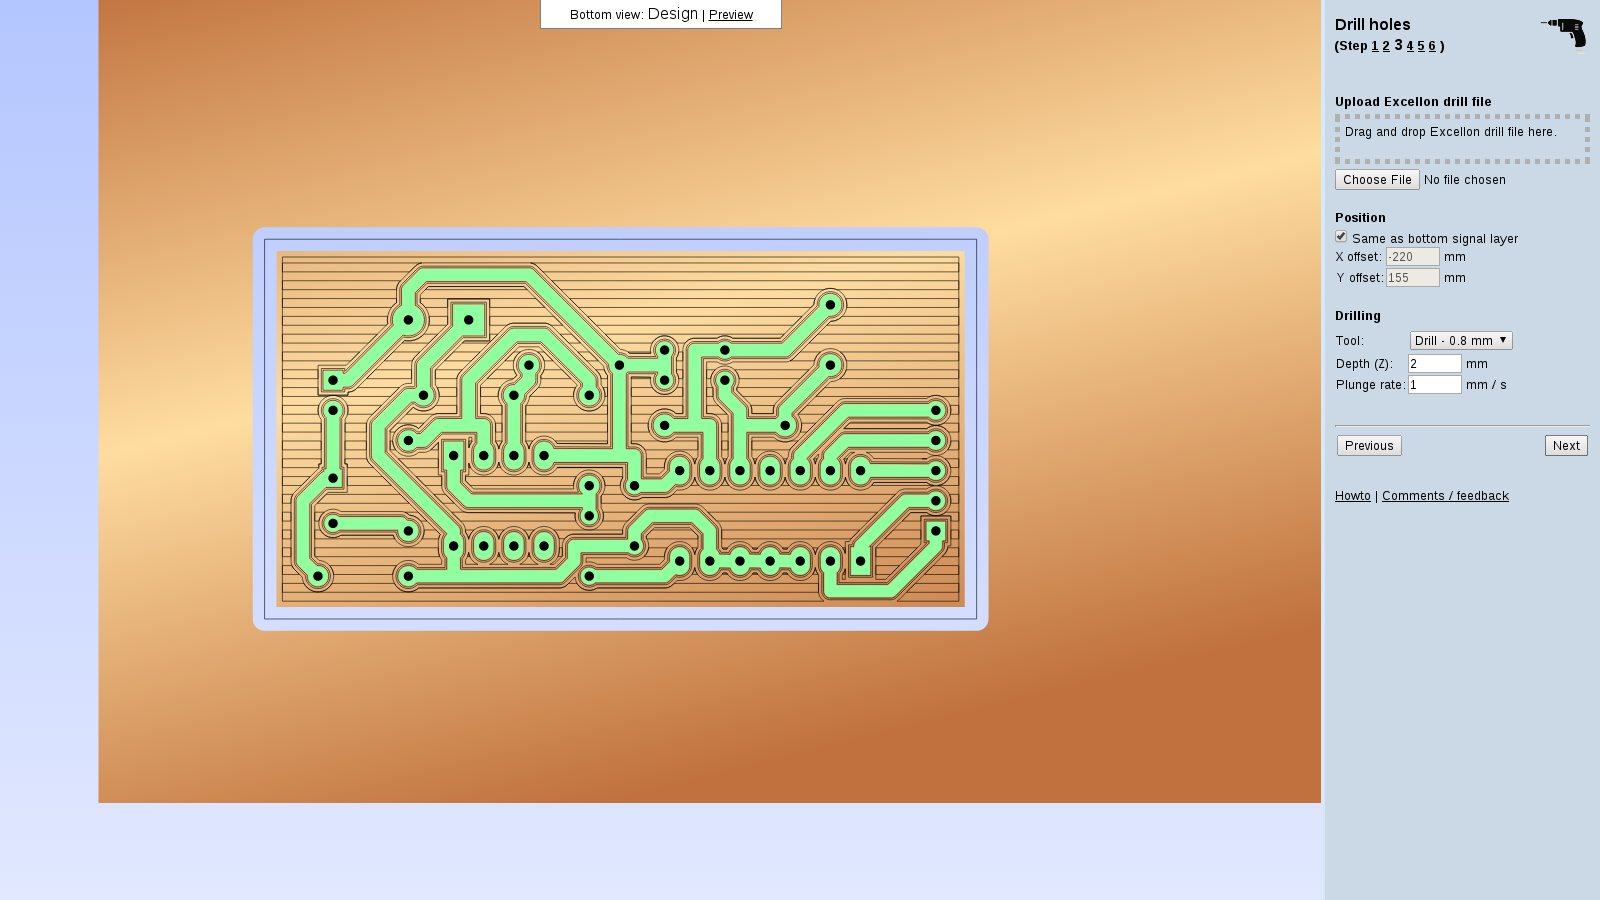 Bottom view: Design | Preview
Drill holes
(Step 1 2 3 4 5 6 )
Upload Excellon drill file
Drag and drop Excellon drill file here.
Choose File No file chosen
Position
Same as bottom signal layer
X offset: -220 mm
Y offset: 155 mm
Drilling
Tool: Drill - 0.8 mm
Depth (Z): 2 mm
Plunge rate: 1 mm / s
Previous Next
Howto | Comments / feedback